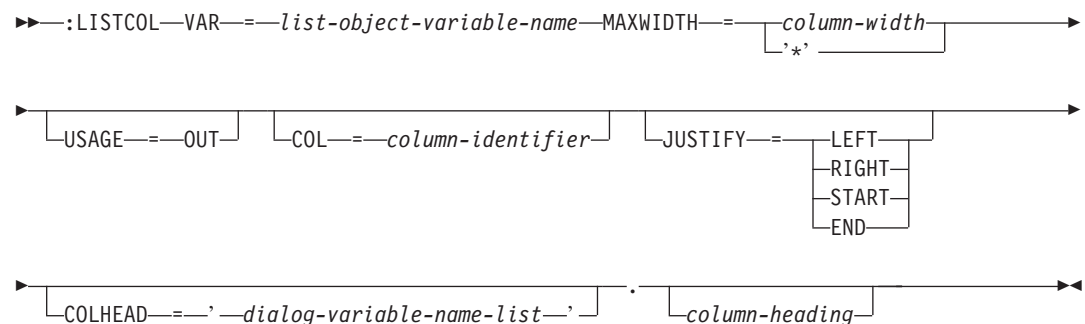 :LISTCOL VAR = list-object-variable-name MAXWIDTH = column-width
’*’
USAGE = OUT COL = column-identifier JUSTIFY = LEFT
RIGHT
START
END
COLHEAD = ’ dialog-variable-name-list ’ . column-heading